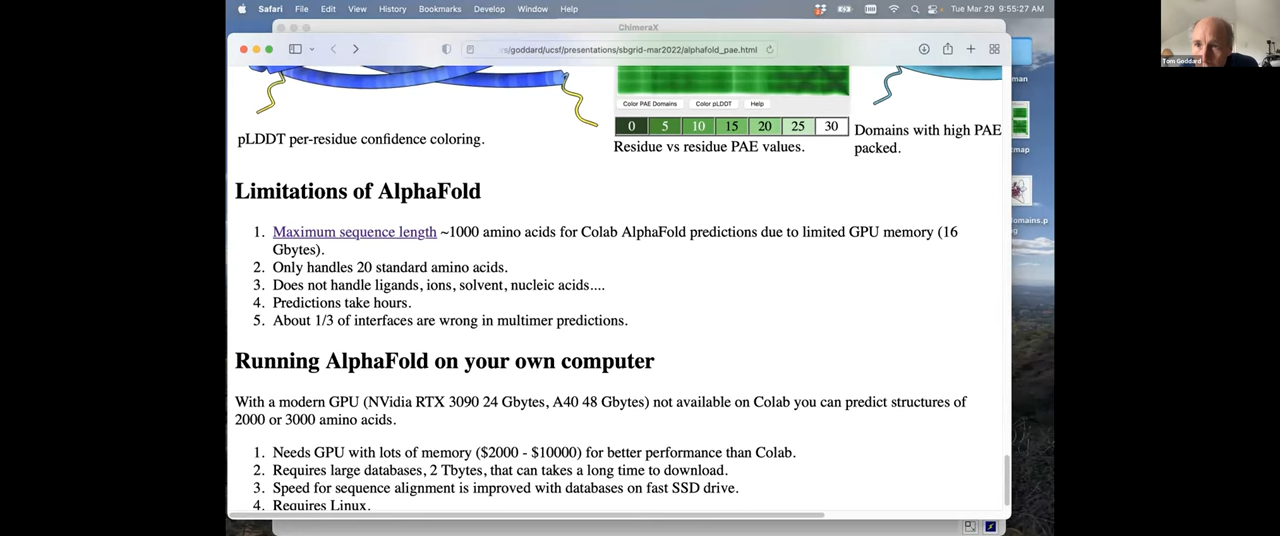 Safari File Edit View History Bookmarks Develop Window Help Tue Mar 29 9:55:27 AM
ChimeraX
/goddard/ucsf/presentations/sbgrid-mar2022/alphafold_pae.html
Tom Goddard
man
Color PAE Domains Color pLDDT Help
0 5 10 15 20 25 30
pLDDT per-residue confidence coloring.
Residue vs residue PAE values.
Domains with high PAE
packed.
map
Limitations of AlphaFold
omains.p
ng
1. Maximum sequence length ~1000 amino acids for Colab AlphaFold predictions due to limited GPU memory (16
Gbytes).
2. Only handles 20 standard amino acids.
3. Does not handle ligands, ions, solvent, nucleic acids....
4. Predictions take hours.
5. About 1/3 of interfaces are wrong in multimer predictions.
Running AlphaFold on your own computer
With a modern GPU (NVidia RTX 3090 24 Gbytes, A40 48 Gbytes) not available on Colab you can predict structures of
2000 or 3000 amino acids.
1. Needs GPU with lots of memory ($2000 - $10000) for better performance than Colab.
2. Requires large databases, 2 Tbytes, that can takes a long time to download.
3. Speed for sequence alignment is improved with databases on fast SSD drive.
4. Requires Linux.